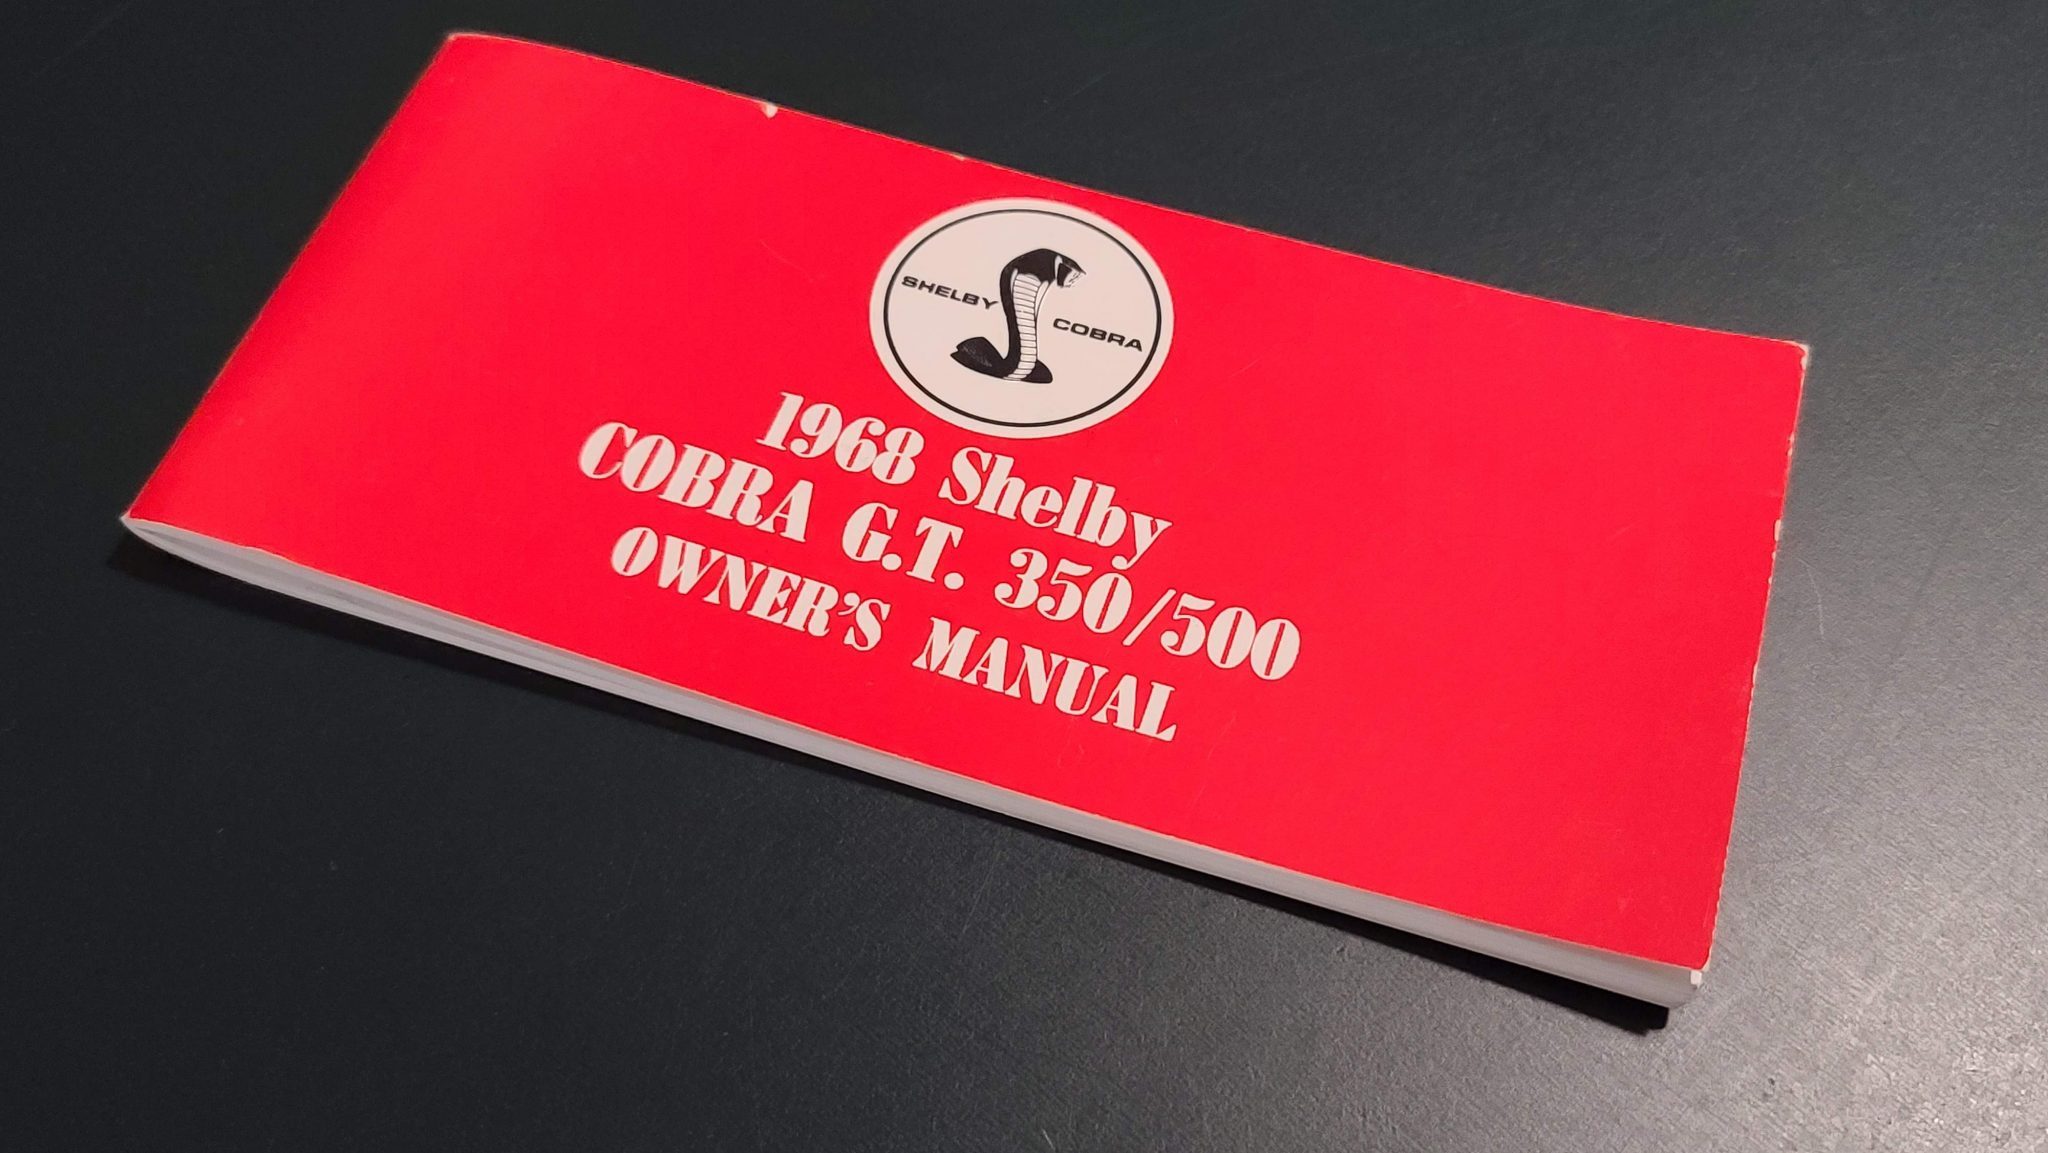 SHELBY COBRA
1968 Shelby
COBRA G.T. 350/500
OWNER'S MANUAL